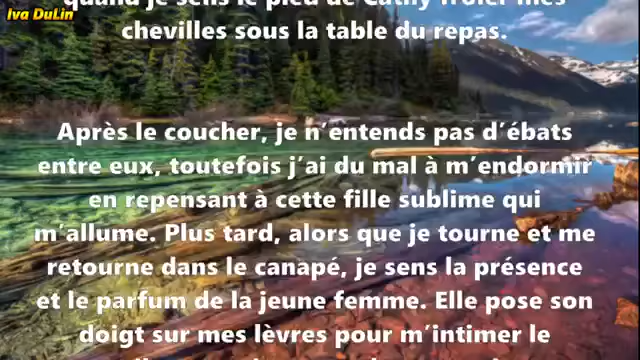 Iva DuLin
quand je sens le pied de Cathy frôler mes
chevilles sous la table du repas.
Après le coucher, je n’entends pas d’ébats
entre eux, toutefois j’ai du mal à m’endormir
en repensant à cette fille sublime qui
m’allume. Plus tard, alors que je tourne et me
retourne dans le canapé, je sens la présence
et le parfum de la jeune femme. Elle pose son
doigt sur mes lèvres pour m’intimer le